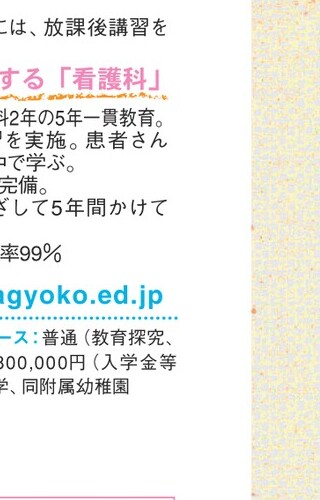 には、放課後講習を
する「看護科」
科2年の5年一貫教育。
を実施。患者さん
中で学ぶ。
完備。
ざして5年間かけて
率99%
agyoko.ed.jp
ース：普通（教育探究、
300,000円（入学金等
学、同附属幼稚園